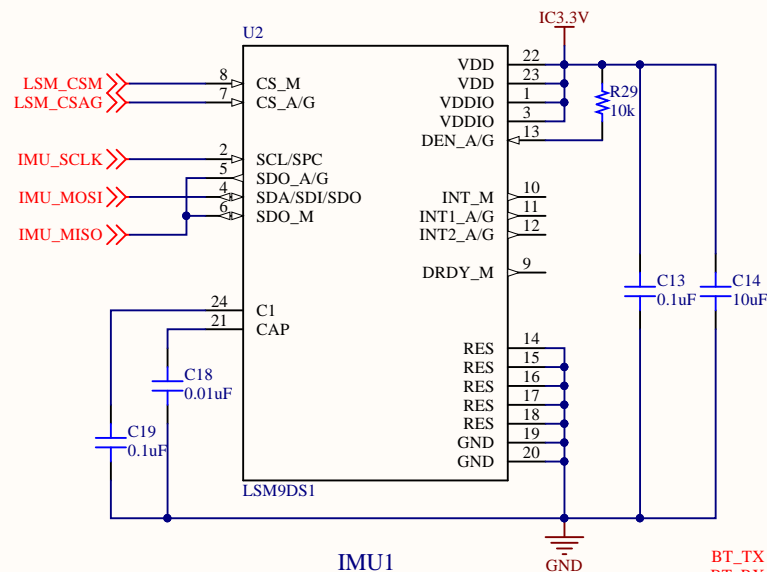 IC3.3V
U2
LSM_CSM 8 CS_M VDD 22
LSM_CSAG 7 CS_A/G VDD 23
VDDIO 1
VDDIO 3
R29
10k
DEN_A/G 13
IMU_SCLK 2 SCL/SPC
5 SDO_A/G
IMU_MOSI 4 SDA/SDI/SDO INT_M 10
6 SDO_M INT1_A/G 11
IMU_MISO INT2_A/G 12
DRDY_M 9
C13
0.1uF
C14
10uF
24 C1
21 CAP
RES 14
RES 15
RES 16
RES 17
RES 18
GND 19
GND 20
C18
0.01uF
C19
0.1uF
LSM9DS1
IMU1
GND
BT_TX